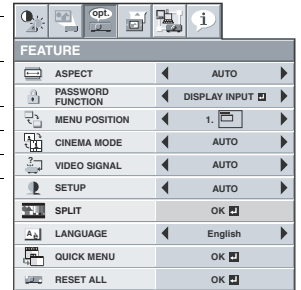 opt.
i
FEATURE
ASPECT AUTO
PASSWORD FUNCTION DISPLAY INPUT
MENU POSITION 1.
CINEMA MODE AUTO
VIDEO SIGNAL AUTO
SETUP AUTO
SPLIT OK
LANGUAGE English
QUICK MENU OK
RESET ALL OK